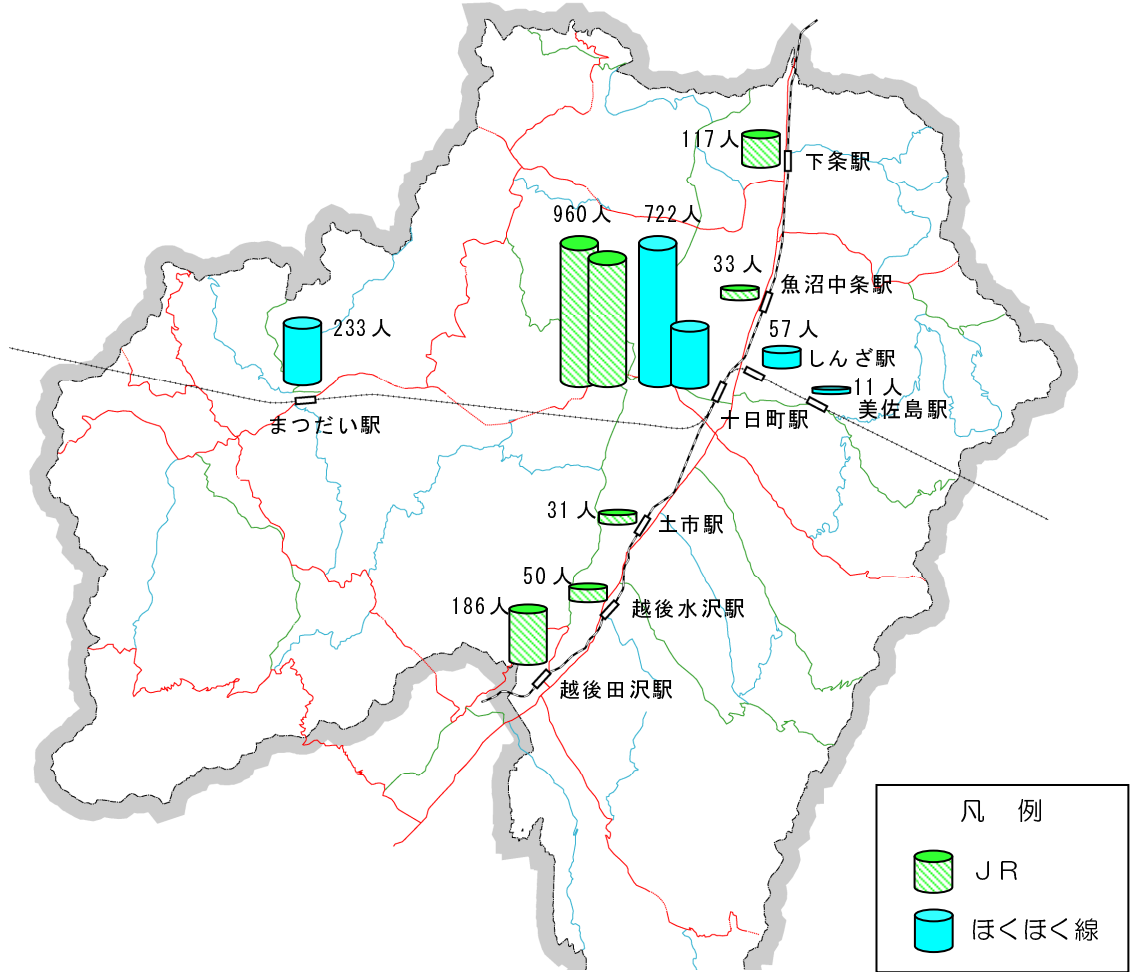 117人
下条駅
960人
722人
33人
魚沼中条駅
233人
57人
しんざ駅
11人
美佐島駅
まつだい駅
十日町駅
31人
土市駅
50人
越後水沢駅
186人
越後田沢駅
凡 例
JR
ほくほく線